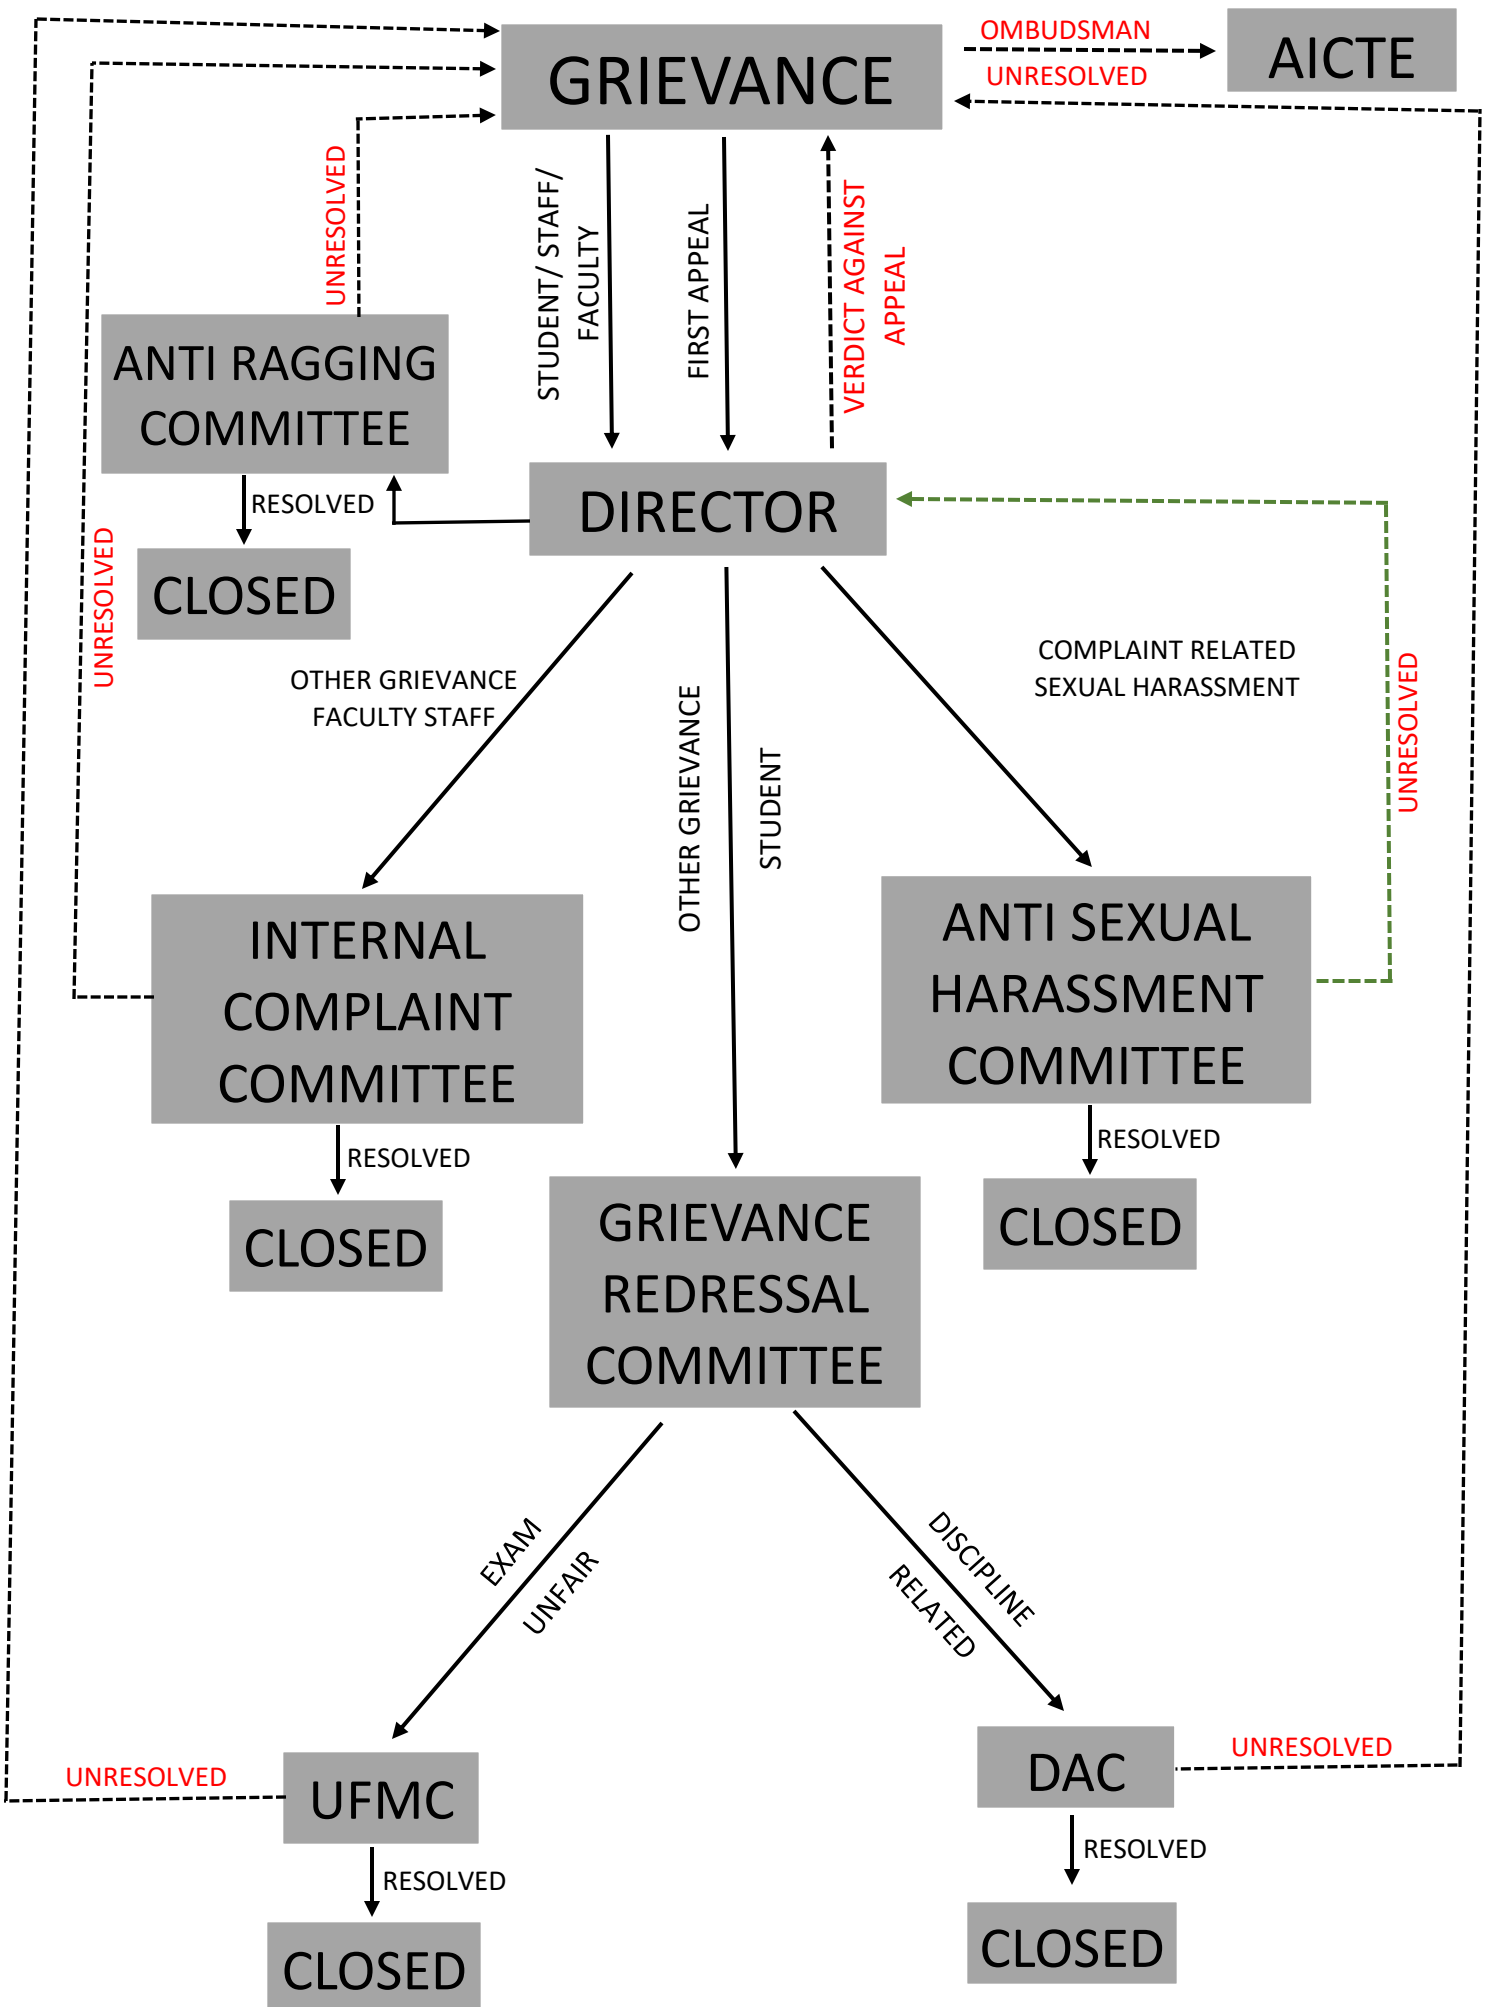 GRIEVANCE
OMBUDSMAN
UNRESOLVED
AICTE
UNRESOLVED
STUDENT/ STAFF/
FACULTY
FIRST APPEAL
VERDICT AGAINST
APPEAL
ANTI RAGGING
COMMITTEE
RESOLVED
CLOSED
DIRECTOR
UNRESOLVED
OTHER GRIEVANCE
FACULTY STAFF
OTHER GRIEVANCE
STUDENT
COMPLAINT RELATED
SEXUAL HARASSMENT
UNRESOLVED
INTERNAL
COMPLAINT
COMMITTEE
RESOLVED
CLOSED
ANTI SEXUAL
HARASSMENT
COMMITTEE
RESOLVED
CLOSED
GRIEVANCE
REDRESSAL
COMMITTEE
EXAM
UNFAIR
DISCIPLINE
RELATED
UNRESOLVED
UFMC
RESOLVED
CLOSED
DAC
UNRESOLVED
RESOLVED
CLOSED